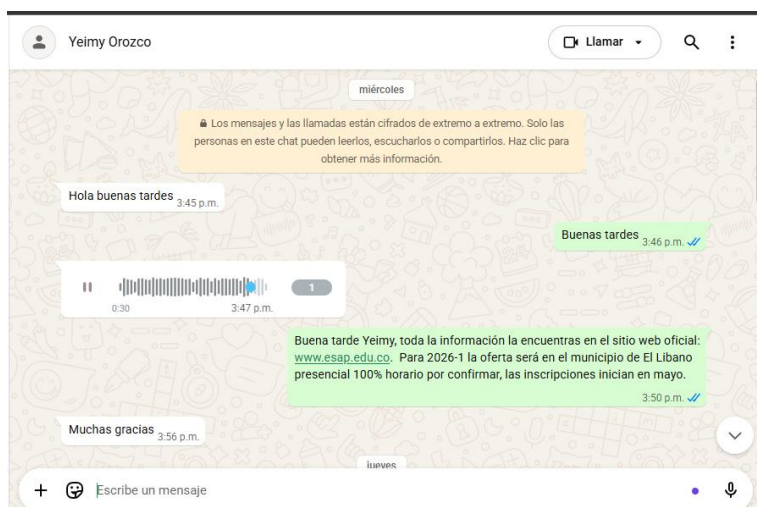 Yeimy Orozco
Llamar
miércoles
Los mensajes y las llamadas están cifrados de extremo a extremo. Solo las
personas en este chat pueden leerlos, escucharlos o compartirlos. Haz clic para
obtener más información.
Hola buenas tardes 3:45 p.m.
Buenas tardes 3:46 p.m.
1
0:30 3:47 p.m.
Buena tarde Yeimy, toda la información la encuentras en el sitio web oficial:
www.esap.edu.co. Para 2026-1 la oferta será en el municipio de El Libano
presencial 100% horario por confirmar, las inscripciones inician en mayo.
3:50 p.m.
Muchas gracias 3:56 p.m.
jueves
Escribe un mensaje